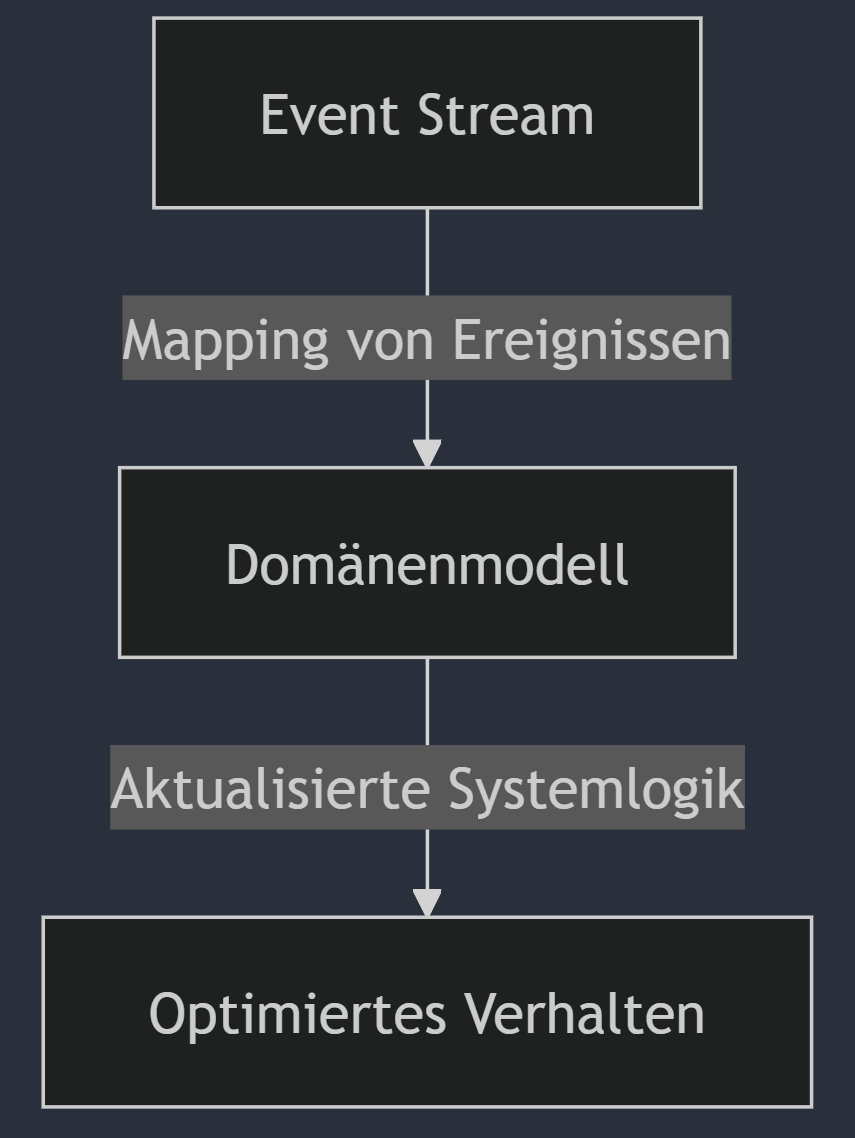 Event Stream
Mapping von Ereignissen
Domänenmodell
Aktualisierte Systemlogik
Optimiertes Verhalten